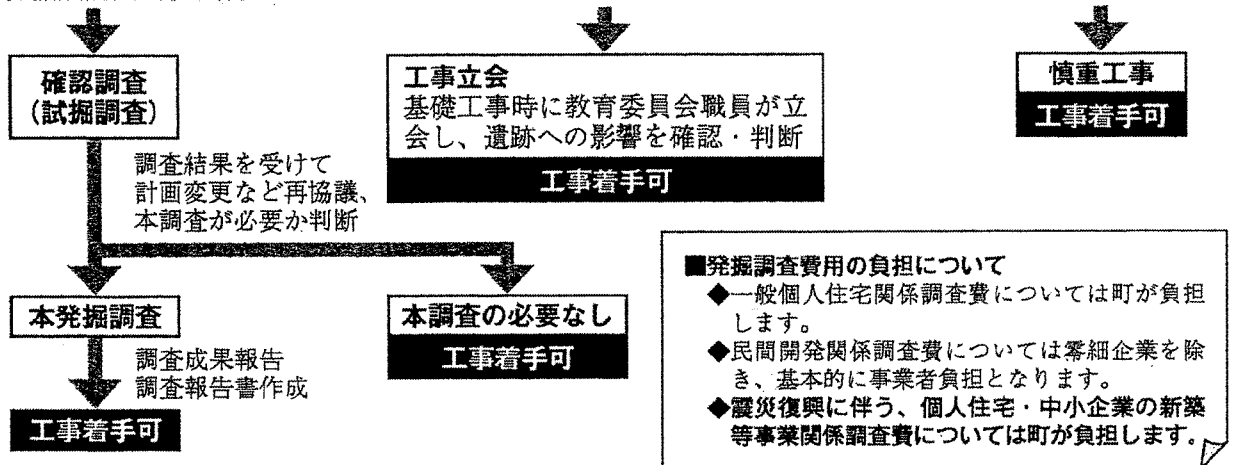 確認調査
(試掘調査)
工事立会
基礎工事時に教育委員会職員が立
会し、遺跡への影響を確認・判断
工事着手可
慎重工事
工事着手可
調査結果を受けて
計画変更など再協議、
本調査が必要か判断
本発掘調査
本調査の必要なし
工事着手可
調査成果報告
調査報告書作成
工事着手可
■発掘調査費用の負担について
◆一般個人住宅関係調査費については町が負担
します。
◆民間開発関係調査費については零細企業を除
き、基本的に事業者負担となります。
◆震災復興に伴う、個人住宅・中小企業の新築
等事業関係調査費については町が負担します。